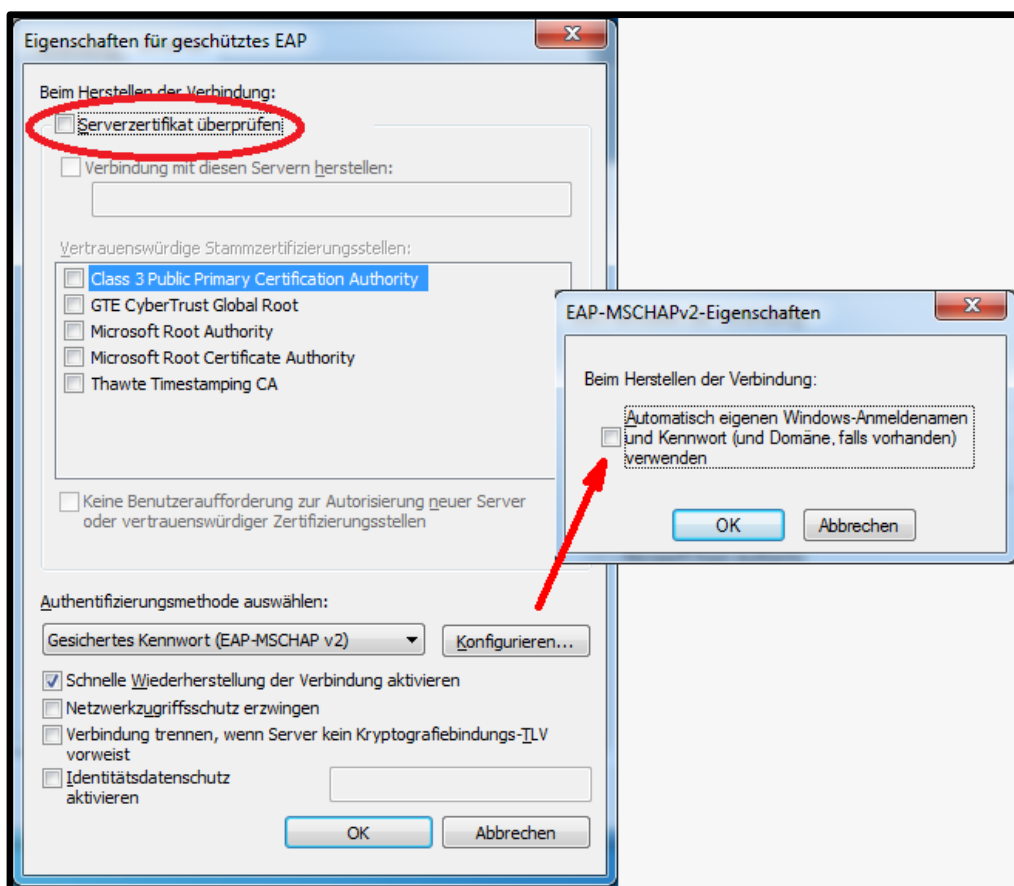 Eigenschaften für geschütztes EAP
Beim Herstellen der Verbindung:
Serverzertifikat überprüfen
Verbindung mit diesen Servern herstellen:
Vertrauenswürdige Stammzertifizierungsstellen:
Class 3 Public Primary Certification Authority
GTE CyberTrust Global Root
Microsoft Root Authority
Microsoft Root Certificate Authority
Thawte Timestamping CA
Keine Benutzeraufforderung zur Autorisierung neuer Server
oder vertrauenswürdiger Zertifizierungsstellen
Authentifizierungsmethode auswählen:
Gesichertes Kennwort (EAP-MSCHAP v2)
Konfigurieren...
Schnelle Wiederherstellung der Verbindung aktivieren
Netzwerkzugriffsschutz erzwingen
Verbindung trennen, wenn Server kein Kryptografiebindungs-TLV
vorweist
Identitätsdatenschutz
aktivieren
OK
Abbrechen
EAP-MSCHAPv2-Eigenschaften
Beim Herstellen der Verbindung:
Automatisch eigenen Windows-Anmeldenamen
und Kennwort (und Domäne, falls vorhanden)
verwenden
OK
Abbrechen